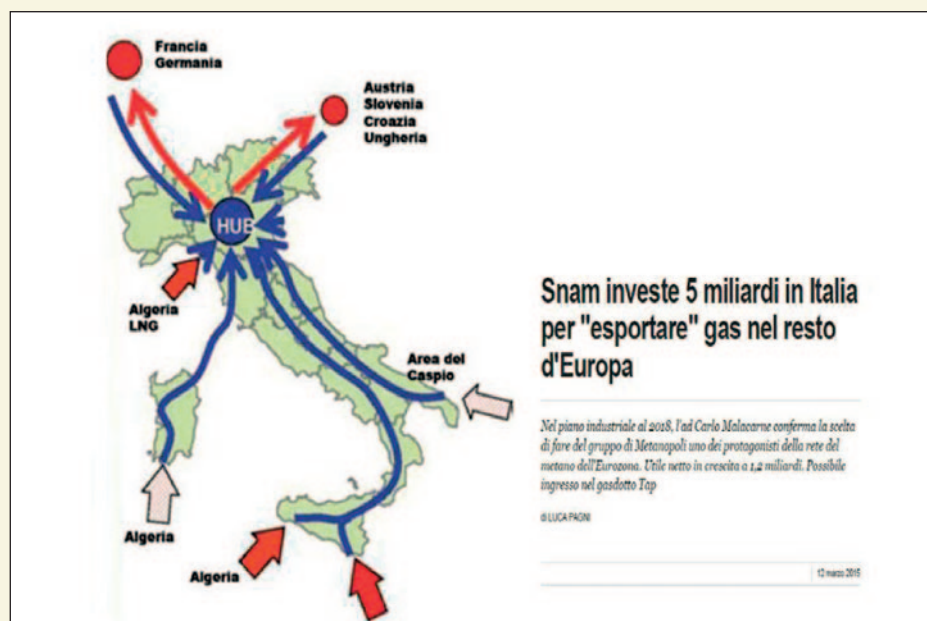 Francia
Germania
Austria
Slovenia
Croazia
Ungheria
HUB
Algeria
LNG
Area del
Caspio
Algeria
Algeria
Snam investe 5 miliardi in Italia
per "esportare" gas nel resto
d'Europa
Nel piano industriale al 2018, l'ad Carlo Malacarne conferma la scelta
di fare del gruppo di Metanopoli uno dei protagonisti della rete del
metano dell'Eurozona. Utile netto in crescita a 1,2 miliardi. Possibile
ingresso nel gasdotto Tap
di LUCA PAGNI
12 marzo 2015